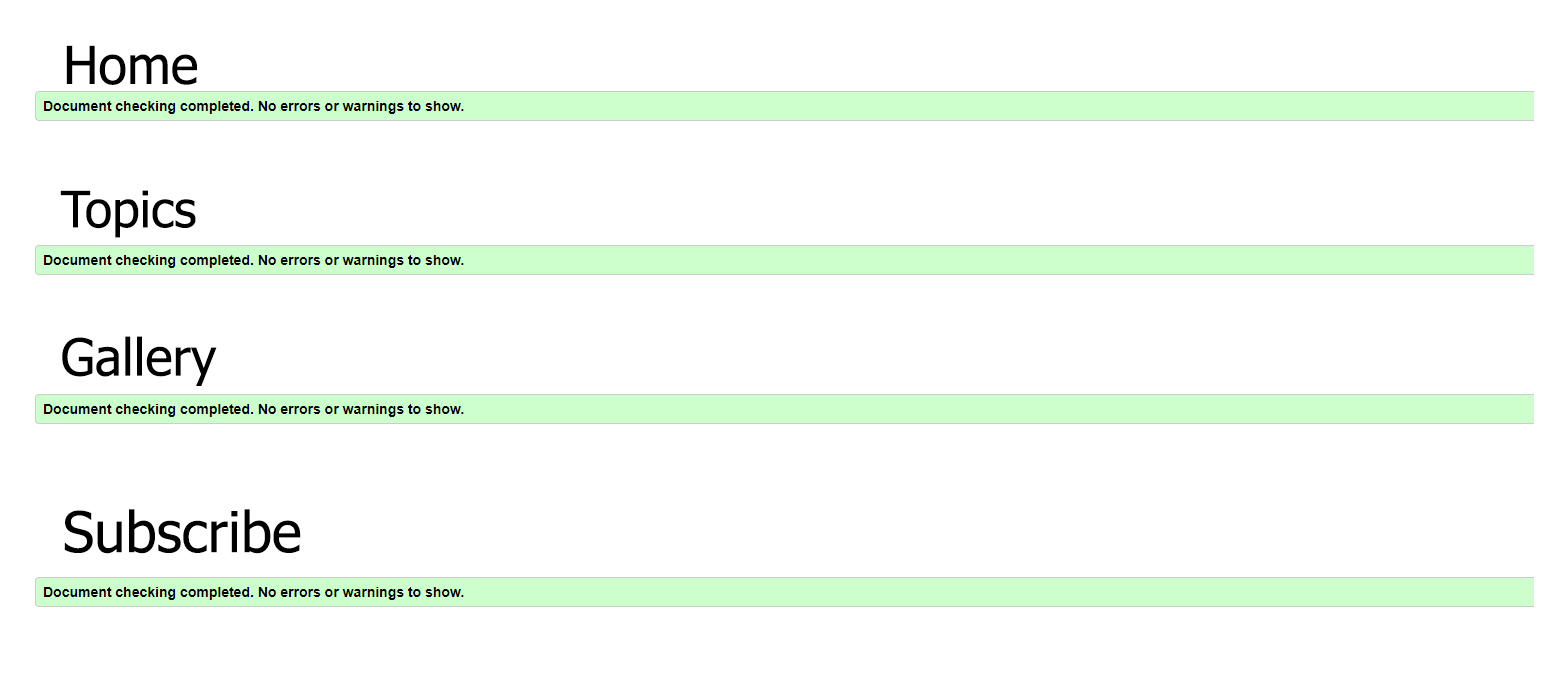 Home
Document checking completed. No errors or warnings to show.
Topics
Document checking completed. No errors or warnings to show.
Gallery
Document checking completed. No errors or warnings to show.
Subscribe
Document checking completed. No errors or warnings to show.